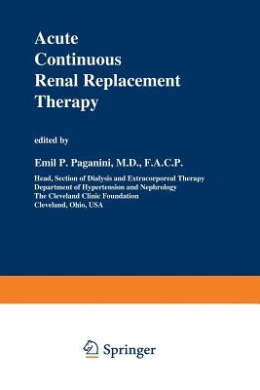 Acute
Continuous
Renal Replacement
Therapy
edited by
Emil P. Paganini, M.D., F.A.C.P.
Head, Section of Dialysis and Extracorporeal Therapy
Department of Hypertension and Nephrology
The Cleveland Clinic Foundation
Cleveland, Ohio, USA
Springer